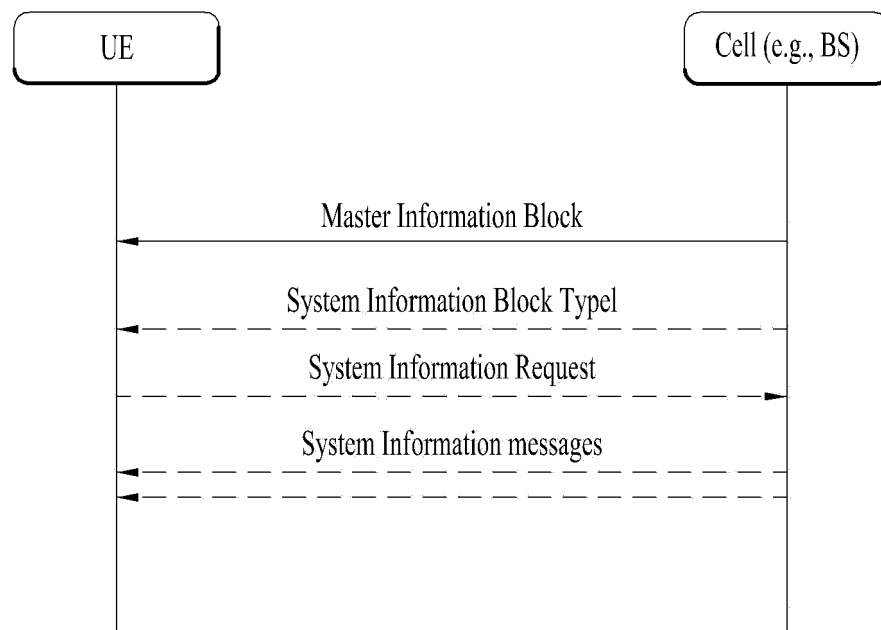 UE
Cell (e.g., BS)
Master Information Block
System Information Block Typel
System Information Request
System Information messages